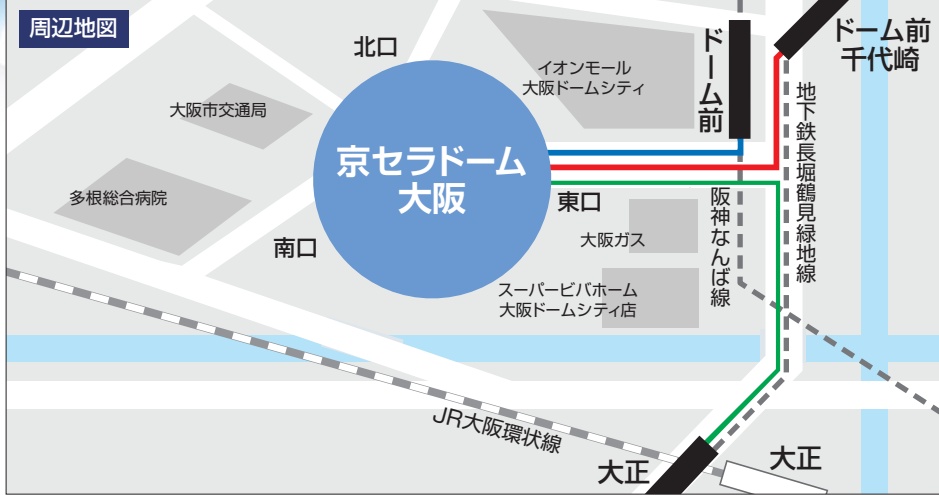 周辺地図
北口
ドーム前
ドーム前
千代崎
イオンモール
大阪ドームシティ
大阪市交通局
地下鉄長堀鶴見緑地線
京セラドーム
大阪
多根総合病院
東口
阪神なんば線
南口
大阪ガス
スーパービバホーム
大阪ドームシティ店
JR大阪環状線
大正
大正